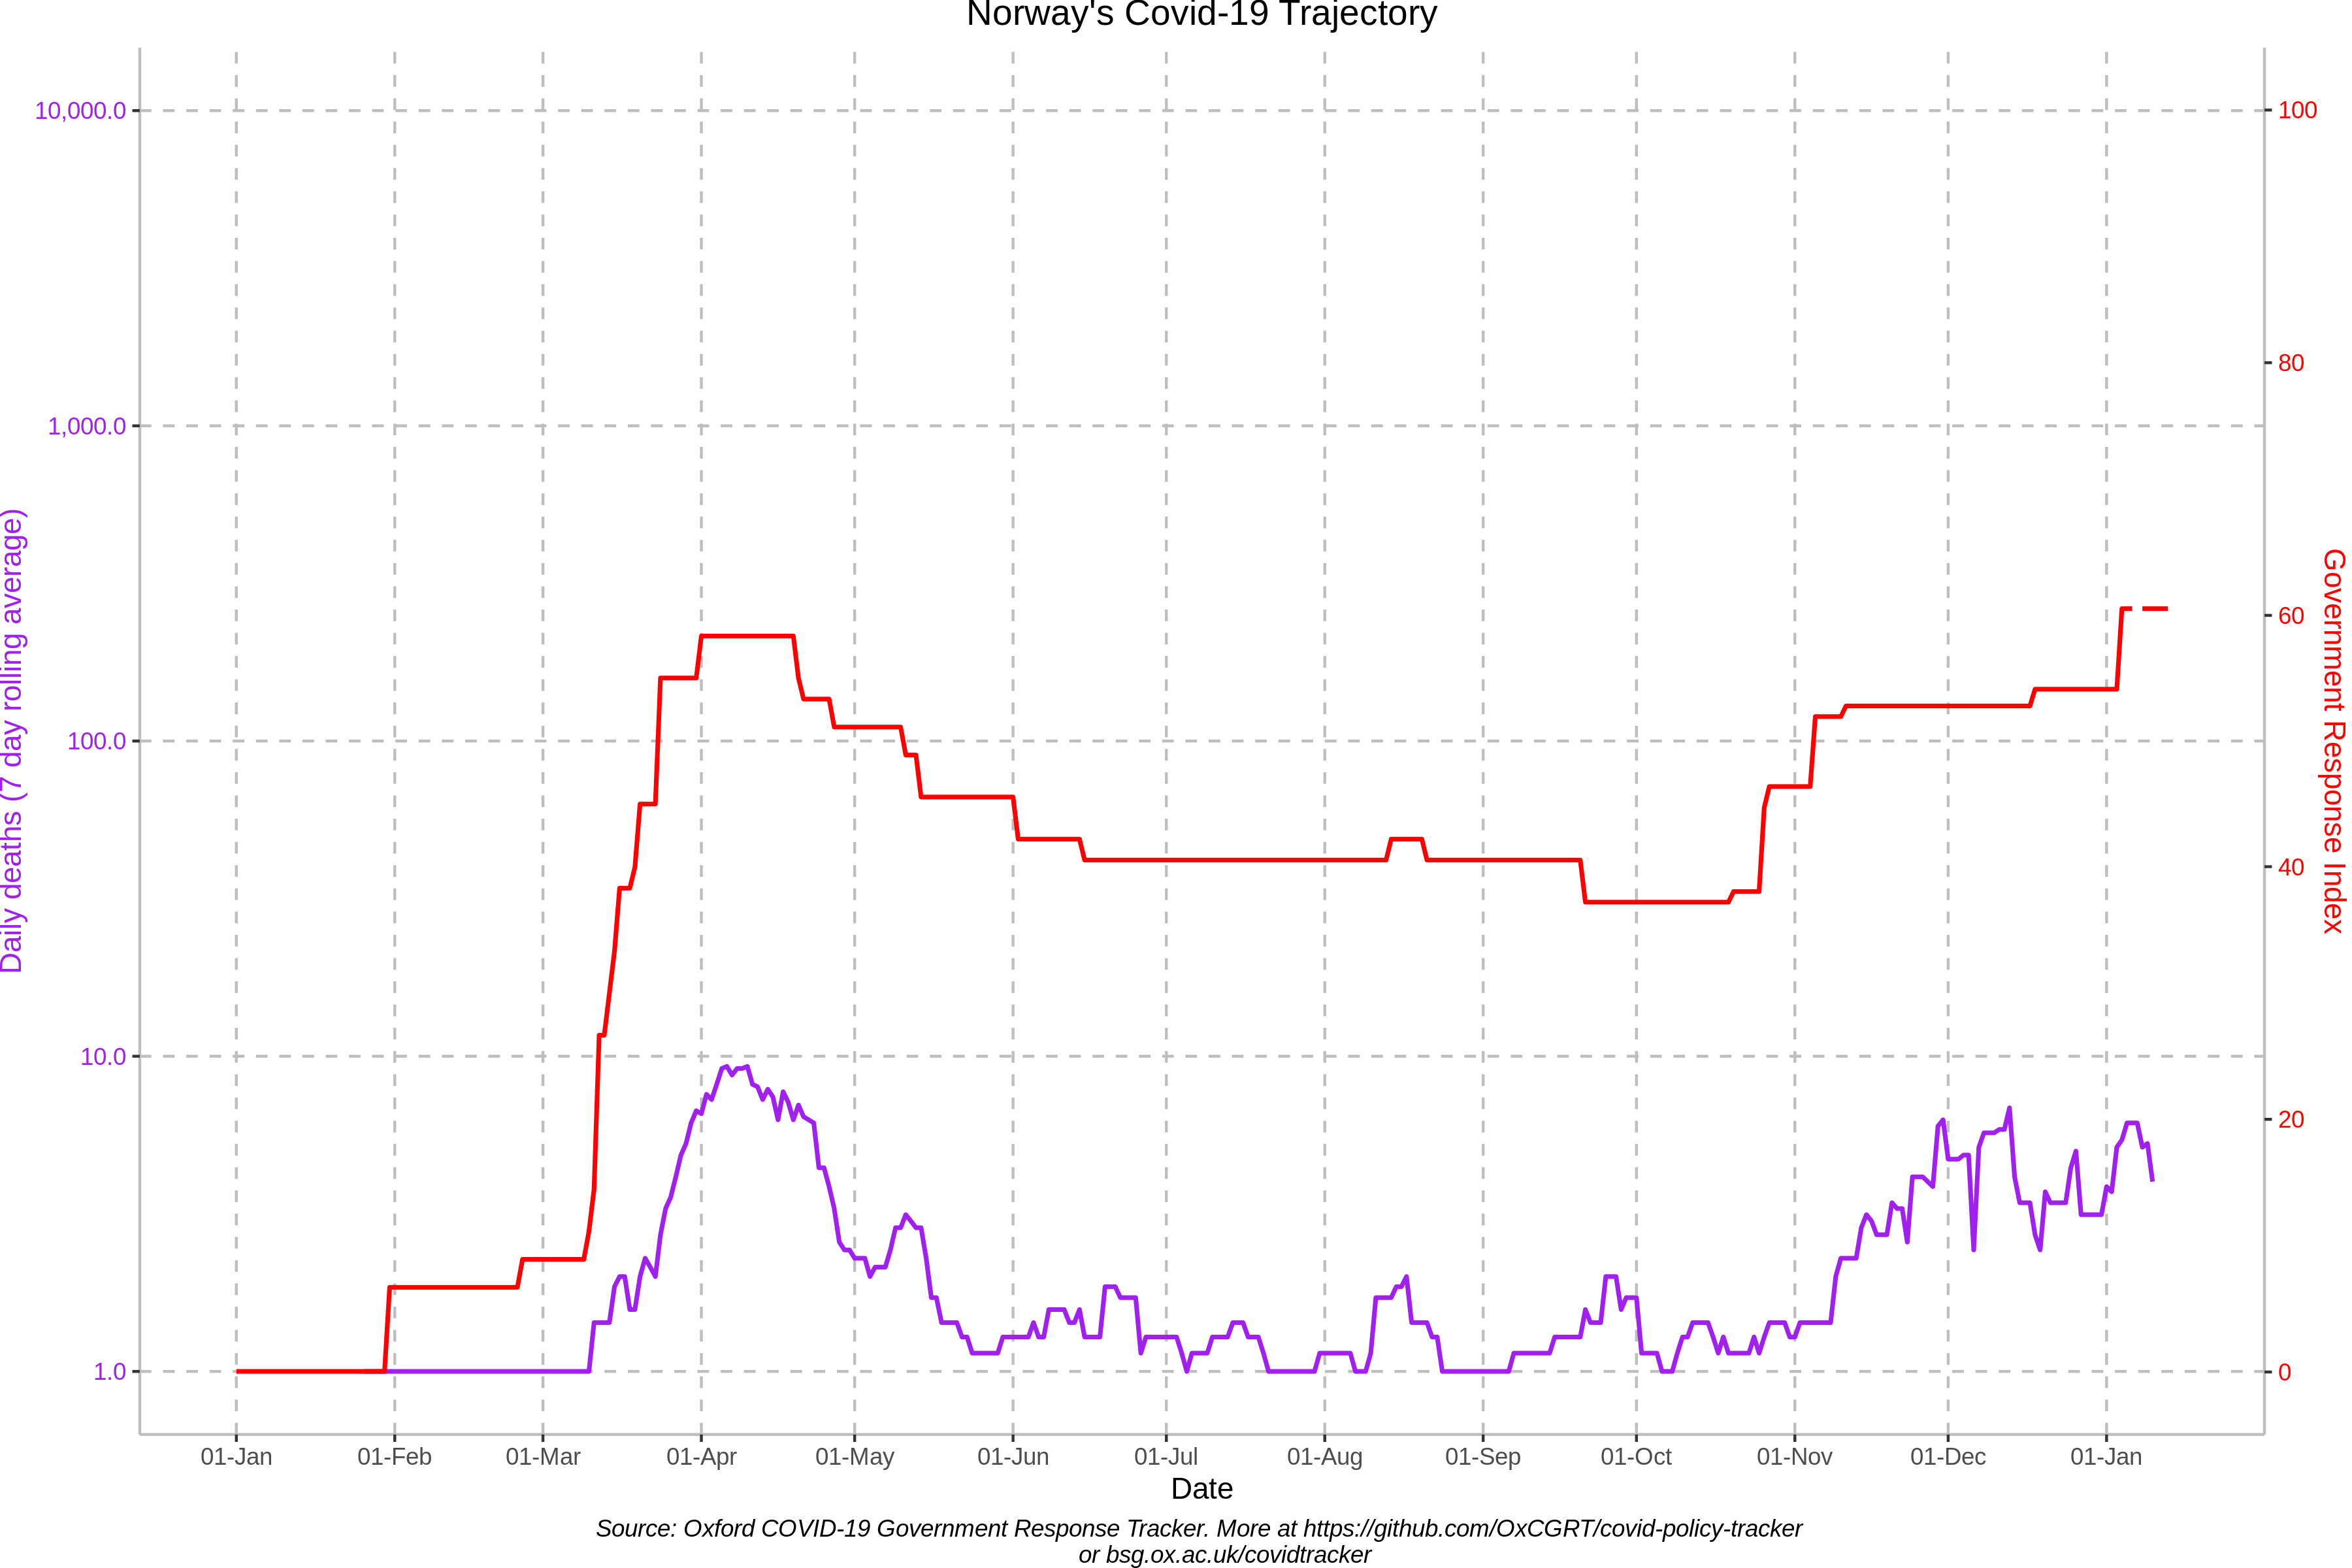 Norway's Covid-19 Trajectory
10,000.0
1,000.0
100.0
10.0
1.0
Daily deaths (7 day rolling average)
100
80
60
40
20
0
Government Response Index
01-Jan
01-Feb
01-Mar
01-Apr
01-May
01-Jun
01-Jul
01-Aug
01-Sep
01-Oct
01-Nov
01-Dec
01-Jan
Date
Source: Oxford COVID-19 Government Response Tracker. More at https://github.com/OxCGRT/covid-policy-tracker
or bsg.ox.ac.uk/covidtracker